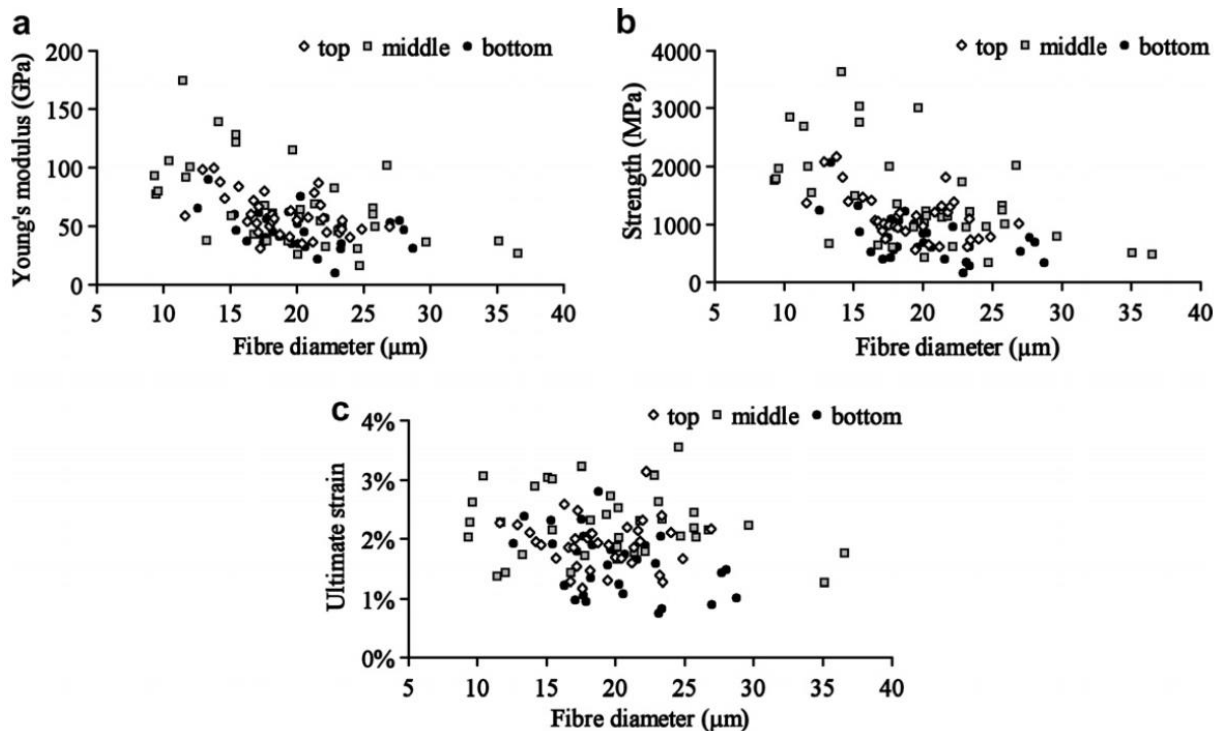 a
top middle bottom
Young's modulus (GPa)
200
150
100
50
0
5 10 15 20 25 30 35 40
Fibre diameter (μm)
b
top middle bottom
Strength (MPa)
4000
3000
2000
1000
0
5 10 15 20 25 30 35 40
Fibre diameter (μm)
c
top middle bottom
Ultimate strain
4%
3%
2%
1%
0%
5 10 15 20 25 30 35 40
Fibre diameter (μm)